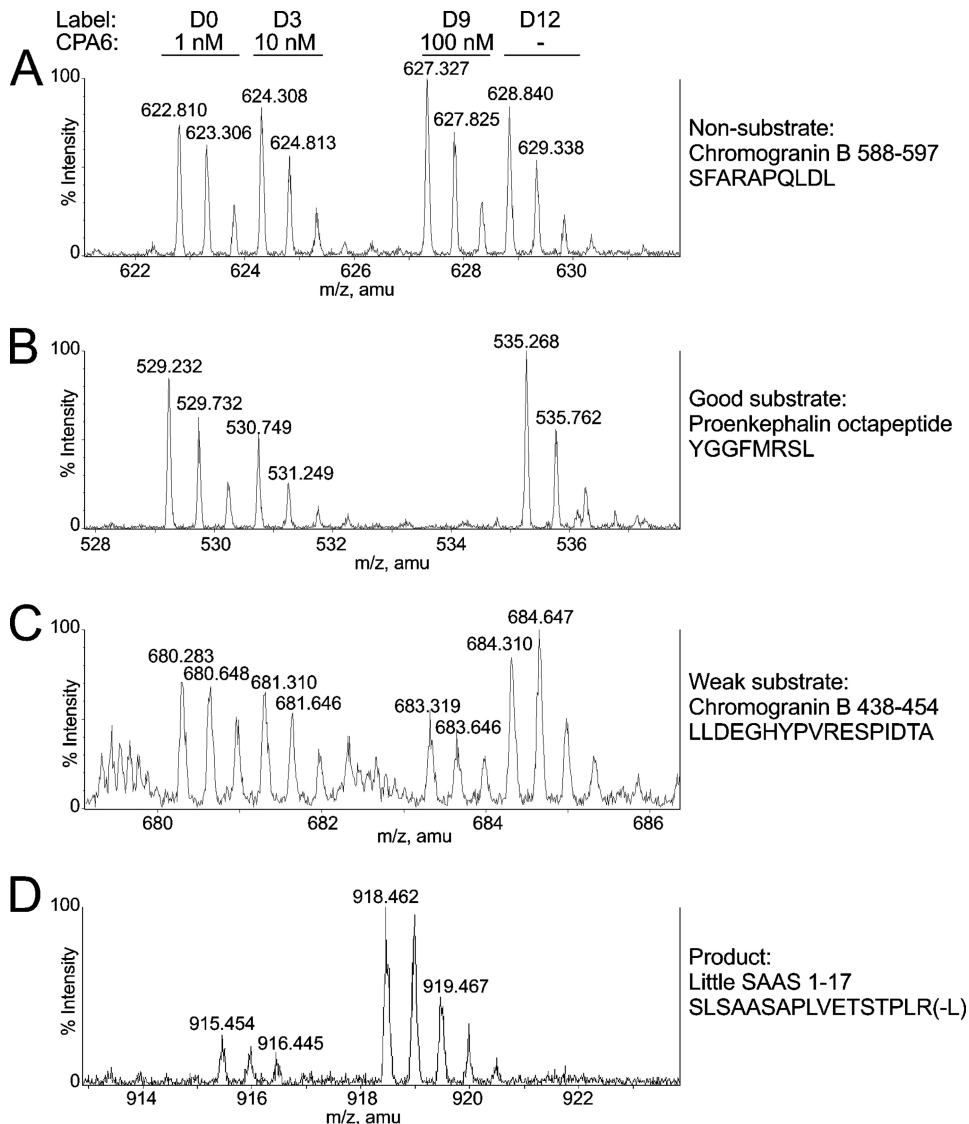 Label: D0 D3 D9 D12
CPA6: 1 nM 10 nM 100 nM -
A
100
0
% Intensity
622.810
623.306
624.308
624.813
627.327
627.825
628.840
629.338
622 624 626 628 630
m/z, amu
Non-substrate:
Chromogranin B 588-597
SFARAPQLDL
B
100
0
% Intensity
529.232
529.732
530.749
531.249
535.268
535.762
528 530 532 534 536
m/z, amu
Good substrate:
Proenkephalin octapeptide
YGGFMRSL
C
100
0
% Intensity
680.283
680.648
681.310
681.646
683.319
683.646
684.310
684.647
680 682 684 686
m/z, amu
Weak substrate:
Chromogranin B 438-454
LLDEGHYPVRESPIDTA
D
100
0
% Intensity
915.454
916.445
918.462
919.467
914 916 918 920 922
m/z, amu
Product:
Little SAAS 1-17
SLSAASAPLVETSTPLR(-L)